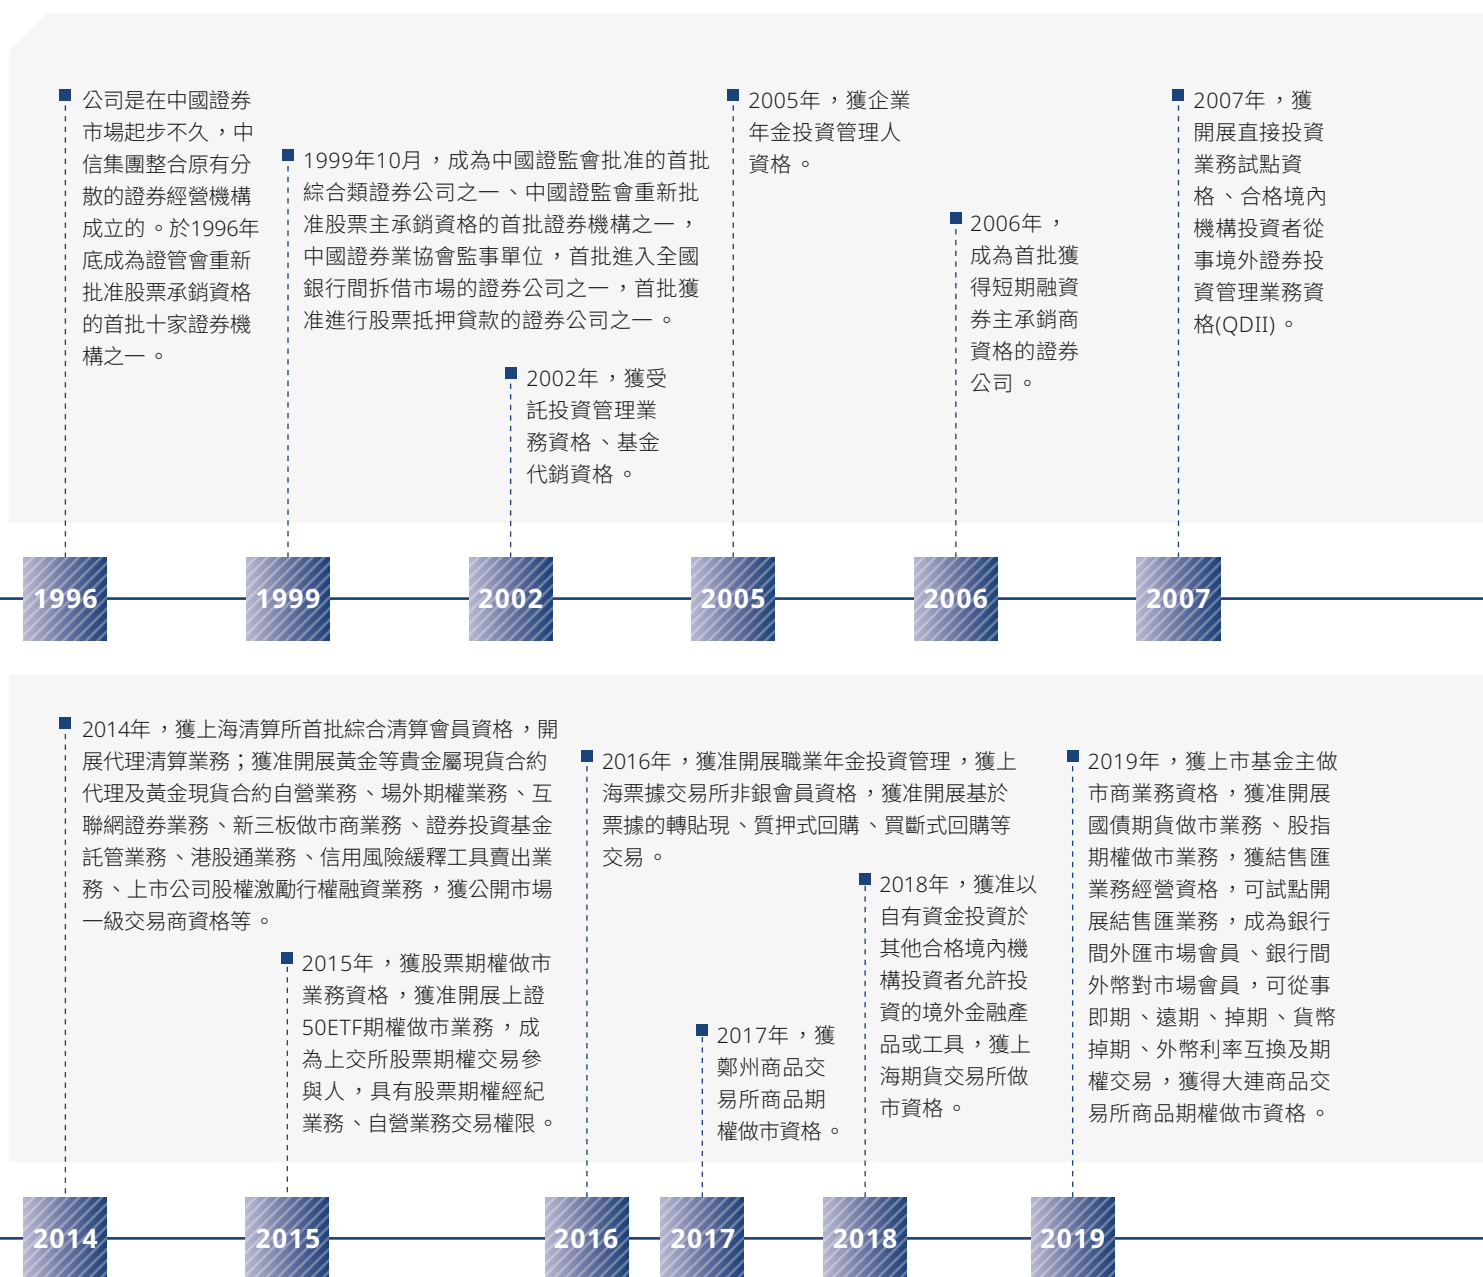 公司是在中國證券
市場起步不久，中
信集團整合原有分
散的證券經營機構
成立的。於1996年
底成為證管會重新
批准股票承銷資格
的首批十家證券機
構之一。
1999年10月，成為中國證監會批准的首批
綜合類證券公司之一、中國證監會重新批
准股票主承銷資格的首批證券機構之一，
中國證券業協會監事單位，首批進入全國
銀行間拆借市場的證券公司之一，首批獲
准進行股票抵押貸款的證券公司之一。
2002年，獲受
託投資管理業
務資格、基金
代銷資格。
2005年，獲企業
年金投資管理人
資格。
2006年，
成為首批獲
得短期融資
券主承銷商
資格的證券
公司。
2007年，獲
開展直接投資
業務試點資
格、合格境內
機構投資者從
事境外證券投
資管理業務資
格(QDII)。
1996
1999
2002
2005
2006
2007
2014年，獲上海清算所首批綜合清算會員資格，開
展代理清算業務；獲准開展黃金等貴金屬現貨合約
代理及黃金現貨合約自營業務、場外期權業務、互
聯網證券業務、新三板做市商業務、證券投資基金
託管業務、港股通業務、信用風險緩釋工具賣出業
務、上市公司股權激勵行權融資業務，獲公開市場
一級交易商資格等。
2015年，獲股票期權做市
業務資格，獲准開展上證
50ETF期權做市業務，成
為上交所股票期權交易參
與人，具有股票期權經紀
業務、自營業務交易權限。
2016年，獲准開展職業年金投資管理，獲上
海票據交易所非銀會員資格，獲准開展基於
票據的轉貼現、質押式回購、買斷式回購等
交易。
2017年，獲
鄭州商品交
易所商品期
權做市資格。
2018年，獲准以
自有資金投資於
其他合格境內機
構投資者允許投
資的境外金融產
品或工具，獲上
海期貨交易所做
市資格。
2019年，獲上市基金主做
市商業務資格，獲准開展
國債期貨做市業務、股指
期權做市業務，獲結售匯
業務經營資格，可試點開
展結售匯業務，成為銀行
間外匯市場會員、銀行間
外幣對市場會員，可從事
即期、遠期、掉期、貨幣
掉期、外幣利率互換及期
權交易，獲得大連商品交
易所商品期權做市資格。
2014
2015
2016
2017
2018
2019